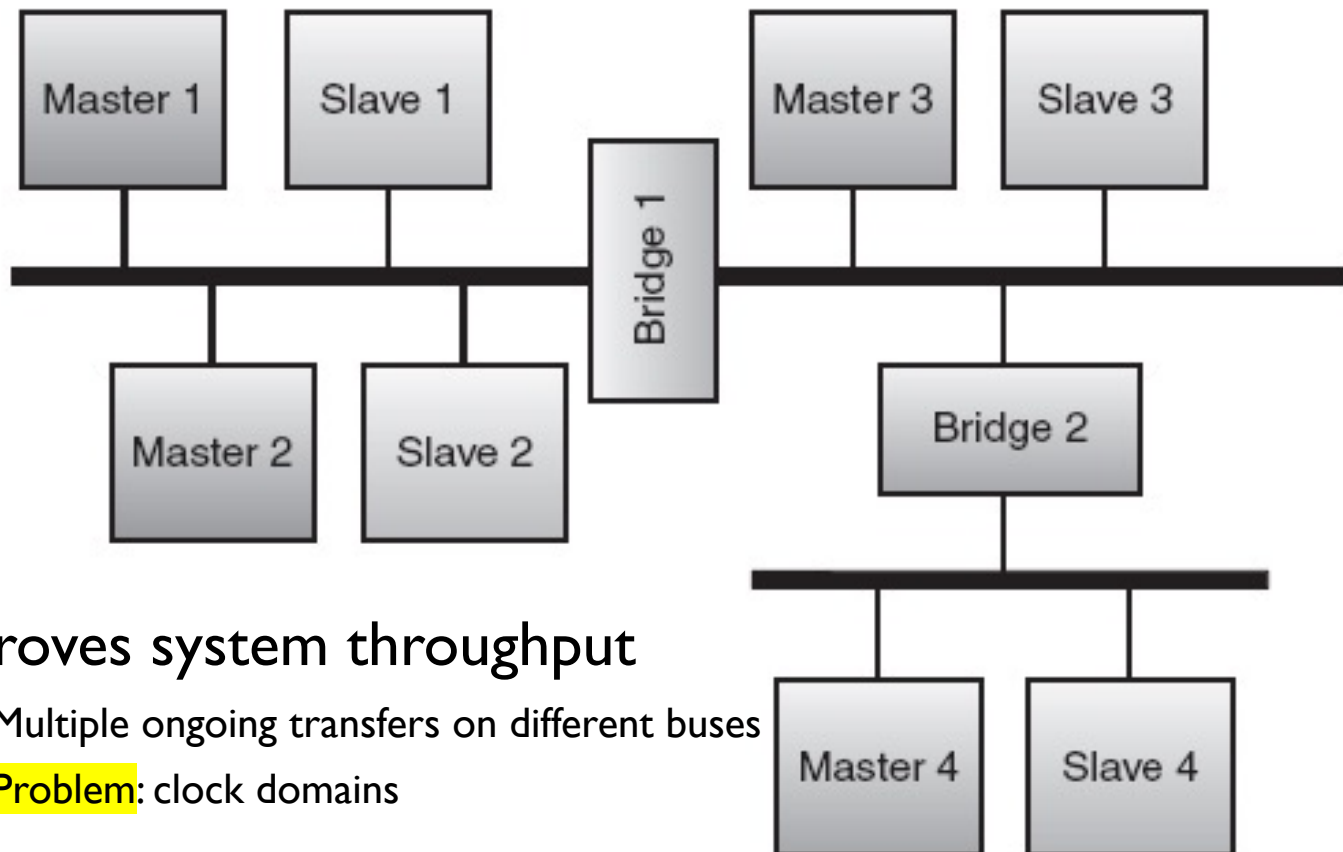 Master 1
Slave 1
Master 3
Slave 3
Bridge 1
Master 2
Slave 2
Bridge 2
roves system throughput
Multiple ongoing transfers on different buses
Problem: clock domains
Master 4
Slave 4